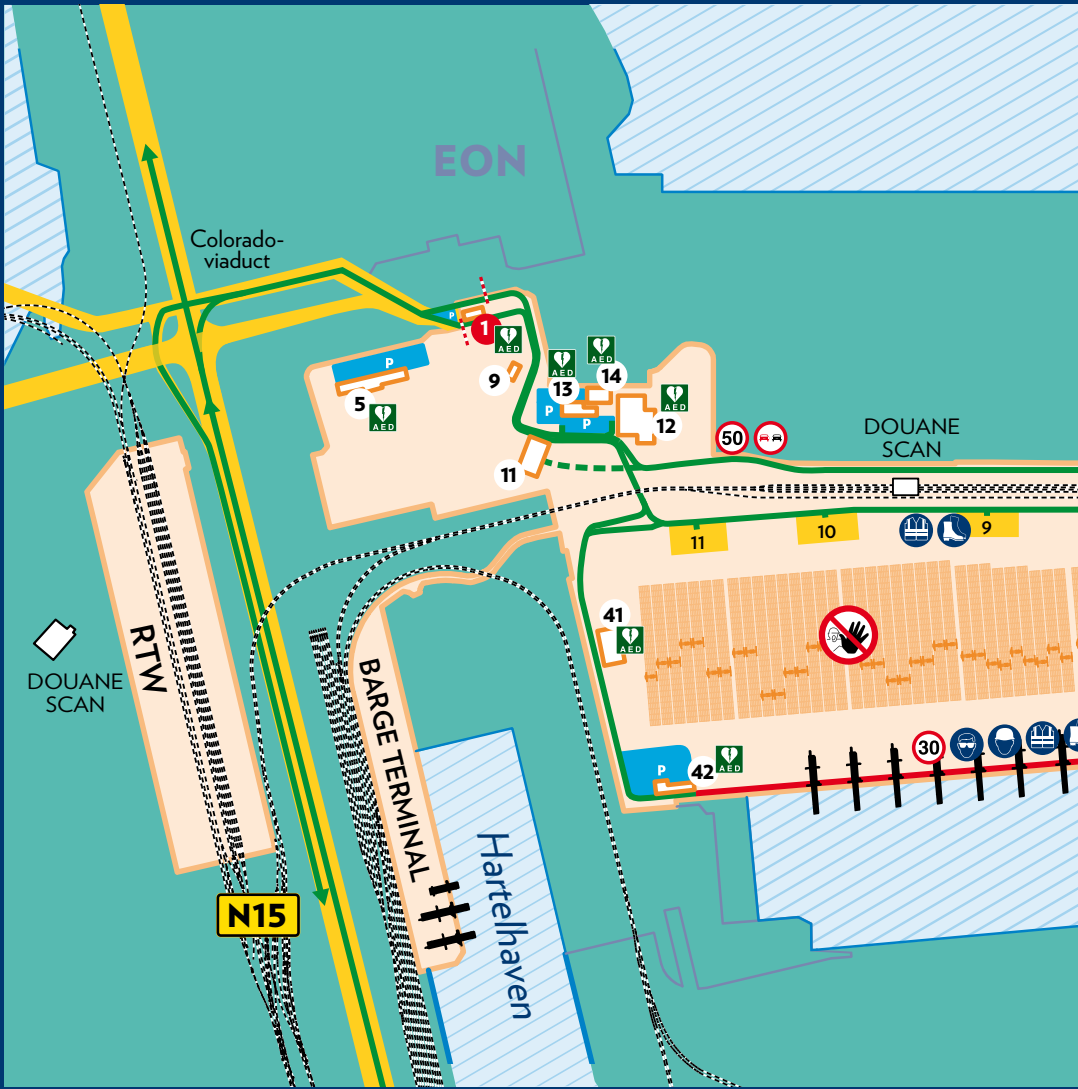 EON
Colorado-
viaduct
P
1
AED
P
5
AED
9
AED
13
AED
14
P
P
AED
12
11
50
DOUANE
SCAN
11
10
9
41
AED
RTW
DOUANE
SCAN
BARGE TERMINAL
30
P
42
AED
Hartelhaven
N15